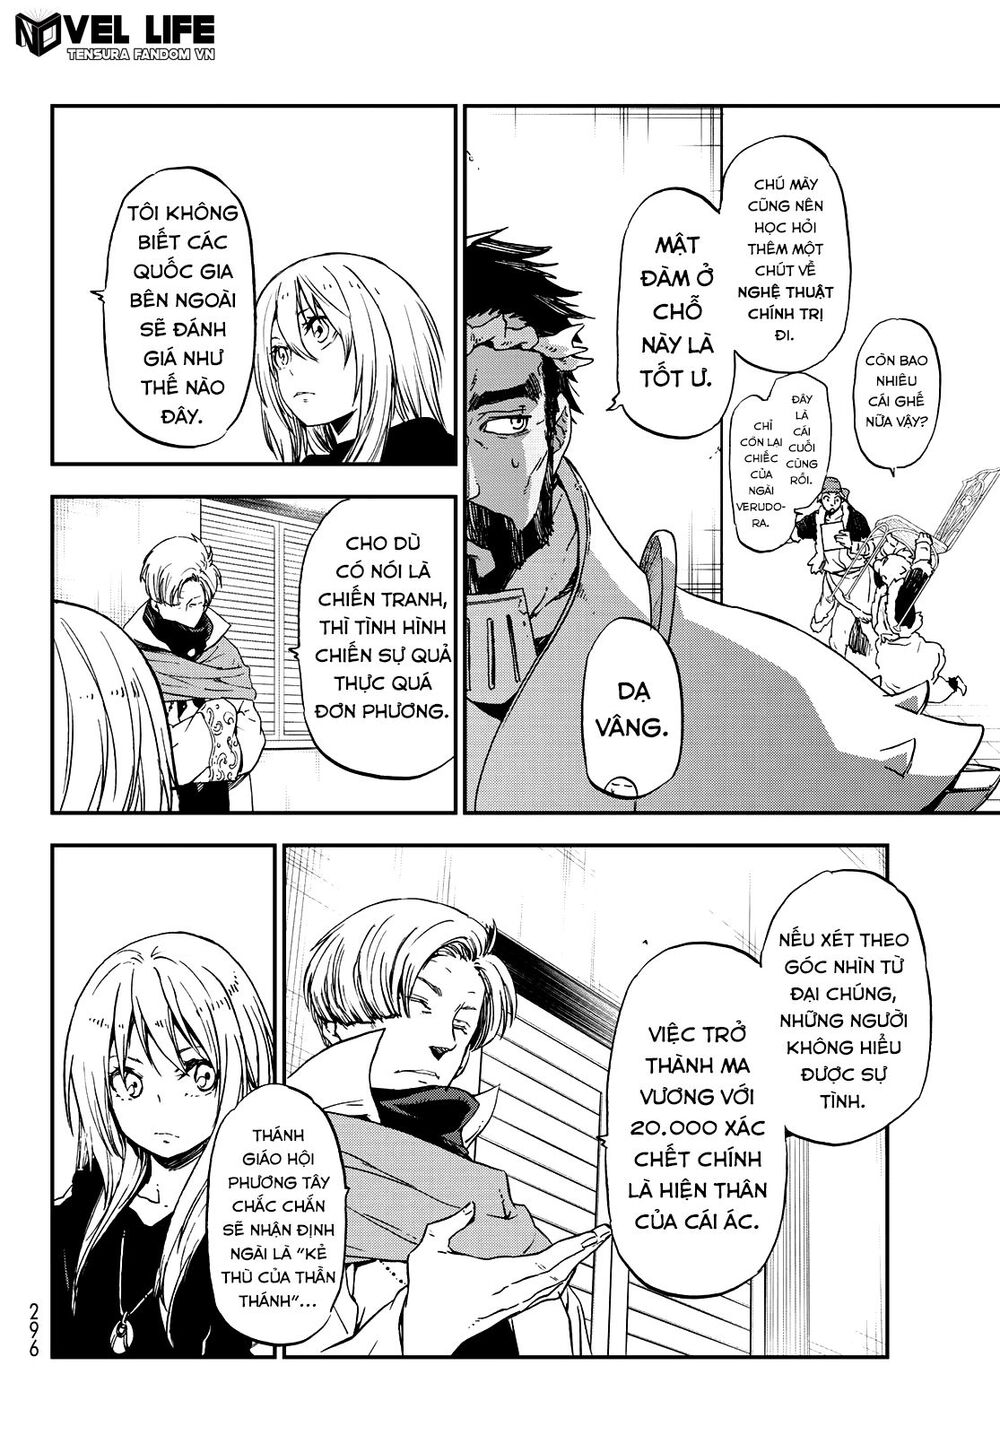 NOVEL LIFE
TENSURA FANDOM VN
CHÚ MÀY
CŨNG NÊN
HỌC HỎI
THÊM MỘT
CHÚT VỀ
NGHỆ THUẬT
CHÍNH TRỊ
ĐI.
MẬT
ĐÀM Ở
CHỖ
NÀY LÀ
TỐT Ư.
CÒN BAO
NHIÊU
CÁI GHẾ
NỮA VẬY?
ĐÂY
LÀ
CÁI
CUỐI
CÙNG
RỒI.
CHỈ
CÒN LẠI
CHIẾC
CỦA
NGÀI
VERUDO-
RA.
DẠ
VÂNG.
TÔI KHÔNG
BIẾT CÁC
QUỐC GIA
BÊN NGOÀI
SẼ ĐÁNH
GIÁ NHƯ
THẾ NÀO
ĐÂY.
CHO DÙ
CÓ NÓI LÀ
CHIẾN TRANH,
THÌ TÌNH HÌNH
CHIẾN SỰ QUẢ
THỰC QUÁ
ĐƠN PHƯƠNG.
NẾU XÉT THEO
GÓC NHÌN TỪ
ĐẠI CHÚNG,
NHỮNG NGƯỜI
KHÔNG HIỂU
ĐƯỢC SỰ
TÌNH.
VIỆC TRỞ
THÀNH MA
VƯƠNG VỚI
20.000 XÁC
CHẾT CHÍNH
LÀ HIỆN THÂN
CỦA CÁI ÁC.
THÁNH
GIÁO HỘI
PHƯƠNG TÂY
CHẮC CHẮN
SẼ NHẬN ĐỊNH
NGÀI LÀ "KẺ
THÙ CỦA THẦN
THÁNH"...
296